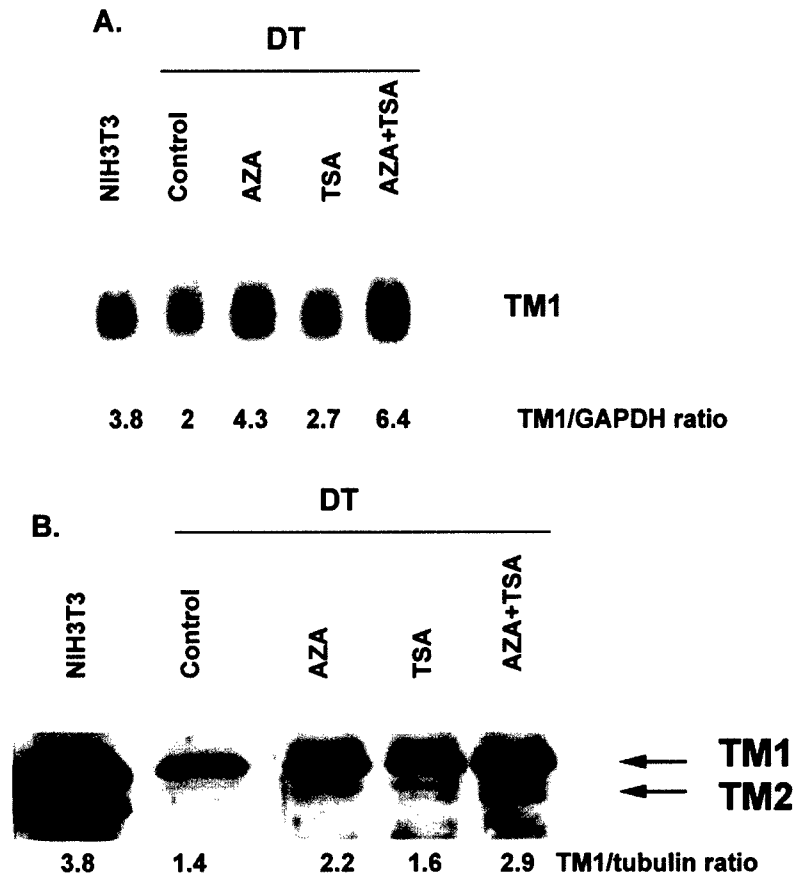 A.
DT
NIH3T3 Control AZA TSA AZA+TSA
TM1
3.8 2 4.3 2.7 6.4 TM1/GAPDH ratio
DT
B.
NIH3T3 Control AZA TSA AZA+TSA
TM1
TM2
3.8 1.4 2.2 1.6 2.9 TM1/tubulin ratio